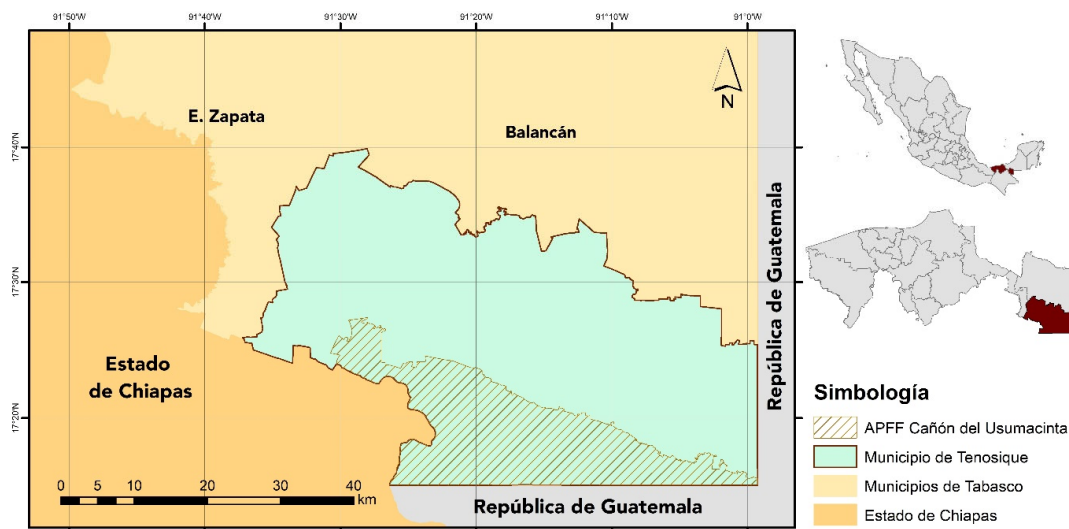 91°50'W
91°40'W
91°30'W
91°20'W
91°10'W
91°0'W
17°40'N
17°30'N
17°20'N
N
E. Zapata
Balancán
República de Guatemala
Estado
de Chiapas
0 5 10 20 30 40
km
República de Guatemala
Simbología
APFF Cañón del Usumacinta
Municipio de Tenosique
Municipios de Tabasco
Estado de Chiapas